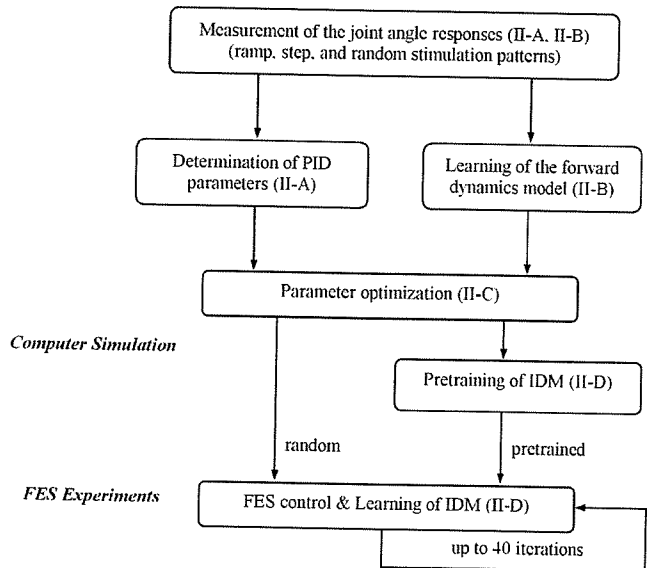 Measurement of the joint angle responses (II-A, II-B)
(ramp, step, and random stimulation patterns)
Determination of PID
parameters (II-A)
Learning of the forward
dynamics model (II-B)
Parameter optimization (II-C)
Computer Simulation
Pretraining of IDM (II-D)
random
pretrained
FES Experiments
FES control & Learning of IDM (II-D)
up to 40 iterations